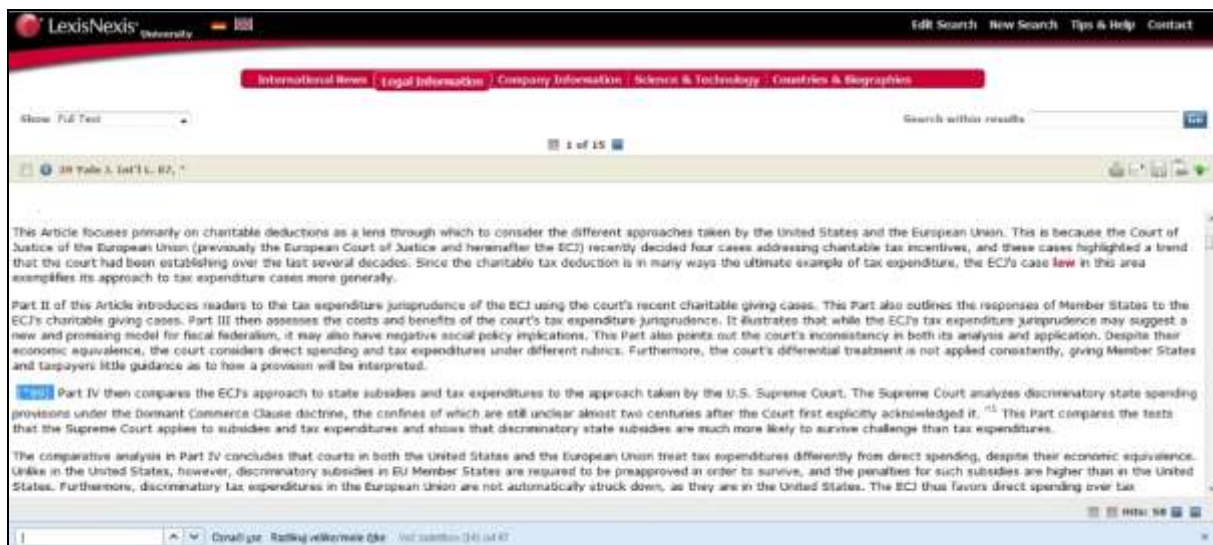 LexisNexis®
University
Edit Search New Search Tips & Help Contact
International News Legal Information Company Information Science & Technology Countries & Biographies
Show Full Text
Search within results
Go
1 of 15
39 Yale J. Int'l L. 87, *
This Article focuses primarily on charitable deductions as a lens through which to consider the different approaches taken by the United States and the European Union. This is because the Court of
Justice of the European Union (previously the European Court of Justice and hereinafter the ECJ) recently decided four cases addressing charitable tax incentives, and these cases highlighted a trend
that the court had been establishing over the last several decades. Since the charitable tax deduction is in many ways the ultimate example of tax expenditure, the ECJ's case law in this area
exemplifies its approach to tax expenditure cases more generally.
Part II of this Article introduces readers to the tax expenditure jurisprudence of the ECJ using the court's recent charitable giving cases. This Part also outlines the responses of Member States to the
ECJ's charitable giving cases. Part III then assesses the costs and benefits of the court's tax expenditure jurisprudence. It illustrates that while the ECJ's tax expenditure jurisprudence may suggest a
new and promising model for fiscal federalism, it may also have negative social policy implications. This Part also points out the court's inconsistency in both its analysis and application. Despite their
economic equivalence, the court considers direct spending and tax expenditures under different rubrics. Furthermore, the court's differential treatment is not applied consistently, giving Member States
and taxpayers little guidance as to how a provision will be interpreted.
Part IV then compares the ECJ's approach to state subsidies and tax expenditures to the approach taken by the U.S. Supreme Court. The Supreme Court analyzes discriminatory state spending
provisions under the Dormant Commerce Clause doctrine, the confines of which are still unclear almost two centuries after the Court first explicitly acknowledged it. This Part compares the tests
that the Supreme Court applies to subsidies and tax expenditures and shows that discriminatory state subsidies are much more likely to survive challenge than tax expenditures.
The comparative analysis in Part IV concludes that courts in both the United States and the European Union treat tax expenditures differently from direct spending, despite their economic equivalence.
Unlike in the United States, however, discriminatory subsidies in EU Member States are required to be preapproved in order to survive, and the penalties for such subsidies are higher than in the United
States. Furthermore, discriminatory tax expenditures in the European Union are not automatically struck down, as they are in the United States. The ECJ thus favors direct spending over tax
Hits: 50
Označi sve Razlikuj velike/male